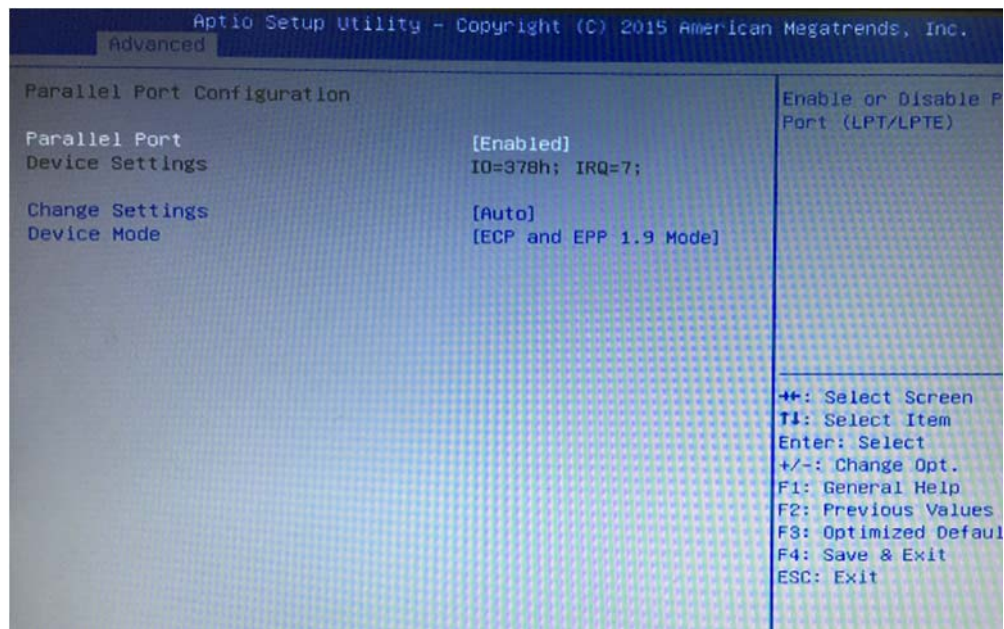 Aptio Setup Utility - Copyright (C) 2015 American Megatrends, Inc.
Advanced
Parallel Port Configuration
Parallel Port [Enabled]
Device Settings IO=378h; IRQ=7;
Change Settings [Auto]
Device Mode [ECP and EPP 1.9 Mode]
Enable or Disable P
Port (LPT/LPTE)
→←: Select Screen
↑↓: Select Item
Enter: Select
+/-: Change Opt.
F1: General Help
F2: Previous Values
F3: Optimized Defaul
F4: Save & Exit
ESC: Exit